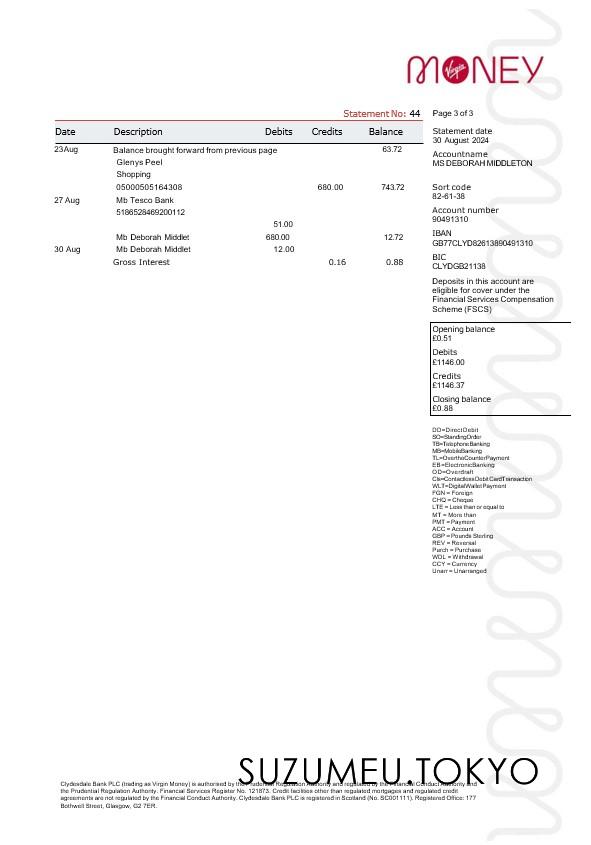 Virgin MONEY
Statement No: 44
Page 3 of 3
Date Description Debits Credits Balance
23Aug Balance brought forward from previous page 63.72
Glenys Peel
Shopping
05000505164308 680.00 743.72
27 Aug Mb Tesco Bank
5186528469200112
51.00
Mb Deborah Middlet 680.00 12.72
30 Aug Mb Deborah Middlet 12.00
Gross Interest 0.16 0.88
Statement date
30 August 2024
Accountname
MS DEBORAH MIDDLETON
Sort code
82-61-38
Account number
90491310
IBAN
GB77CLYD82613890491310
BIC
CLYDGB21138
Deposits in this account are
eligible for cover under the
Financial Services Compensation
Scheme (FSCS)
Opening balance
£0.51
Debits
£1146.00
Credits
£1146.37
Closing balance
£0.88
DD=DirectDebit
SO=StandingOrder
TB=TelephoneBanking
MB=MobileBanking
TL=OvertheCounterPayment
EB=ElectronicBanking
OD=Overdraft
Cls=ContactlessDebitCardTransaction
WLT=DigitalWalletPayment
FGN = Foreign
CHQ = Cheque
LTE = Less than or equal to
MT = More than
PMT = Payment
ACC = Account
GBP = Pounds Sterling
REV = Reversal
Purch = Purchase
WDL = Withdrawal
CCY = Currency
Unarr = Unarranged
SUZUMEU.TOKYO
Clydesdale Bank PLC (trading as Virgin Money) is authorised by the Prudential Regulation Authority and regulated by the Financial Conduct Authority and
the Prudential Regulation Authority. Financial Services Register No. 121873. Credit facilities other than regulated mortgages and regulated credit
agreements are not regulated by the Financial Conduct Authority. Clydesdale Bank PLC is registered in Scotland (No. SC001111). Registered Office: 177
Bothwell Street, Glasgow, G2 7ER.